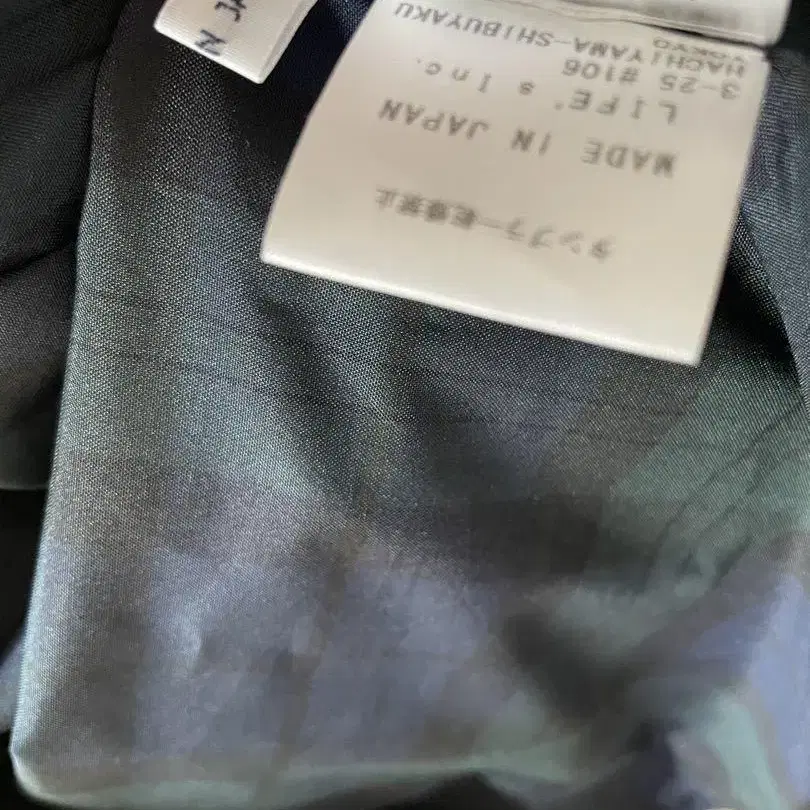 タンブラー乾燥禁止
MADE IN JAPAN
LIFE's Inc.
3-25 #106
HACHIYAMA-SHIBUYAKU
TOKYO